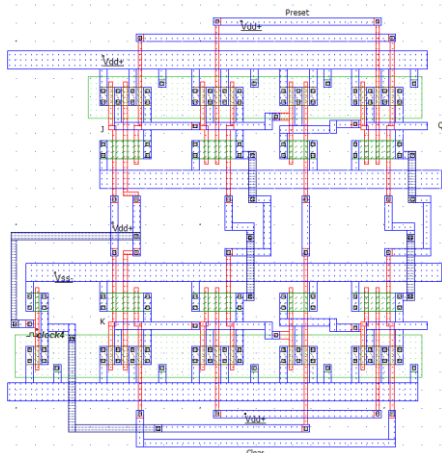 Preset
Vdd+
Vdd+
J
Q
Vdd+
Vss-
K
clock4
Vdd+
Clear